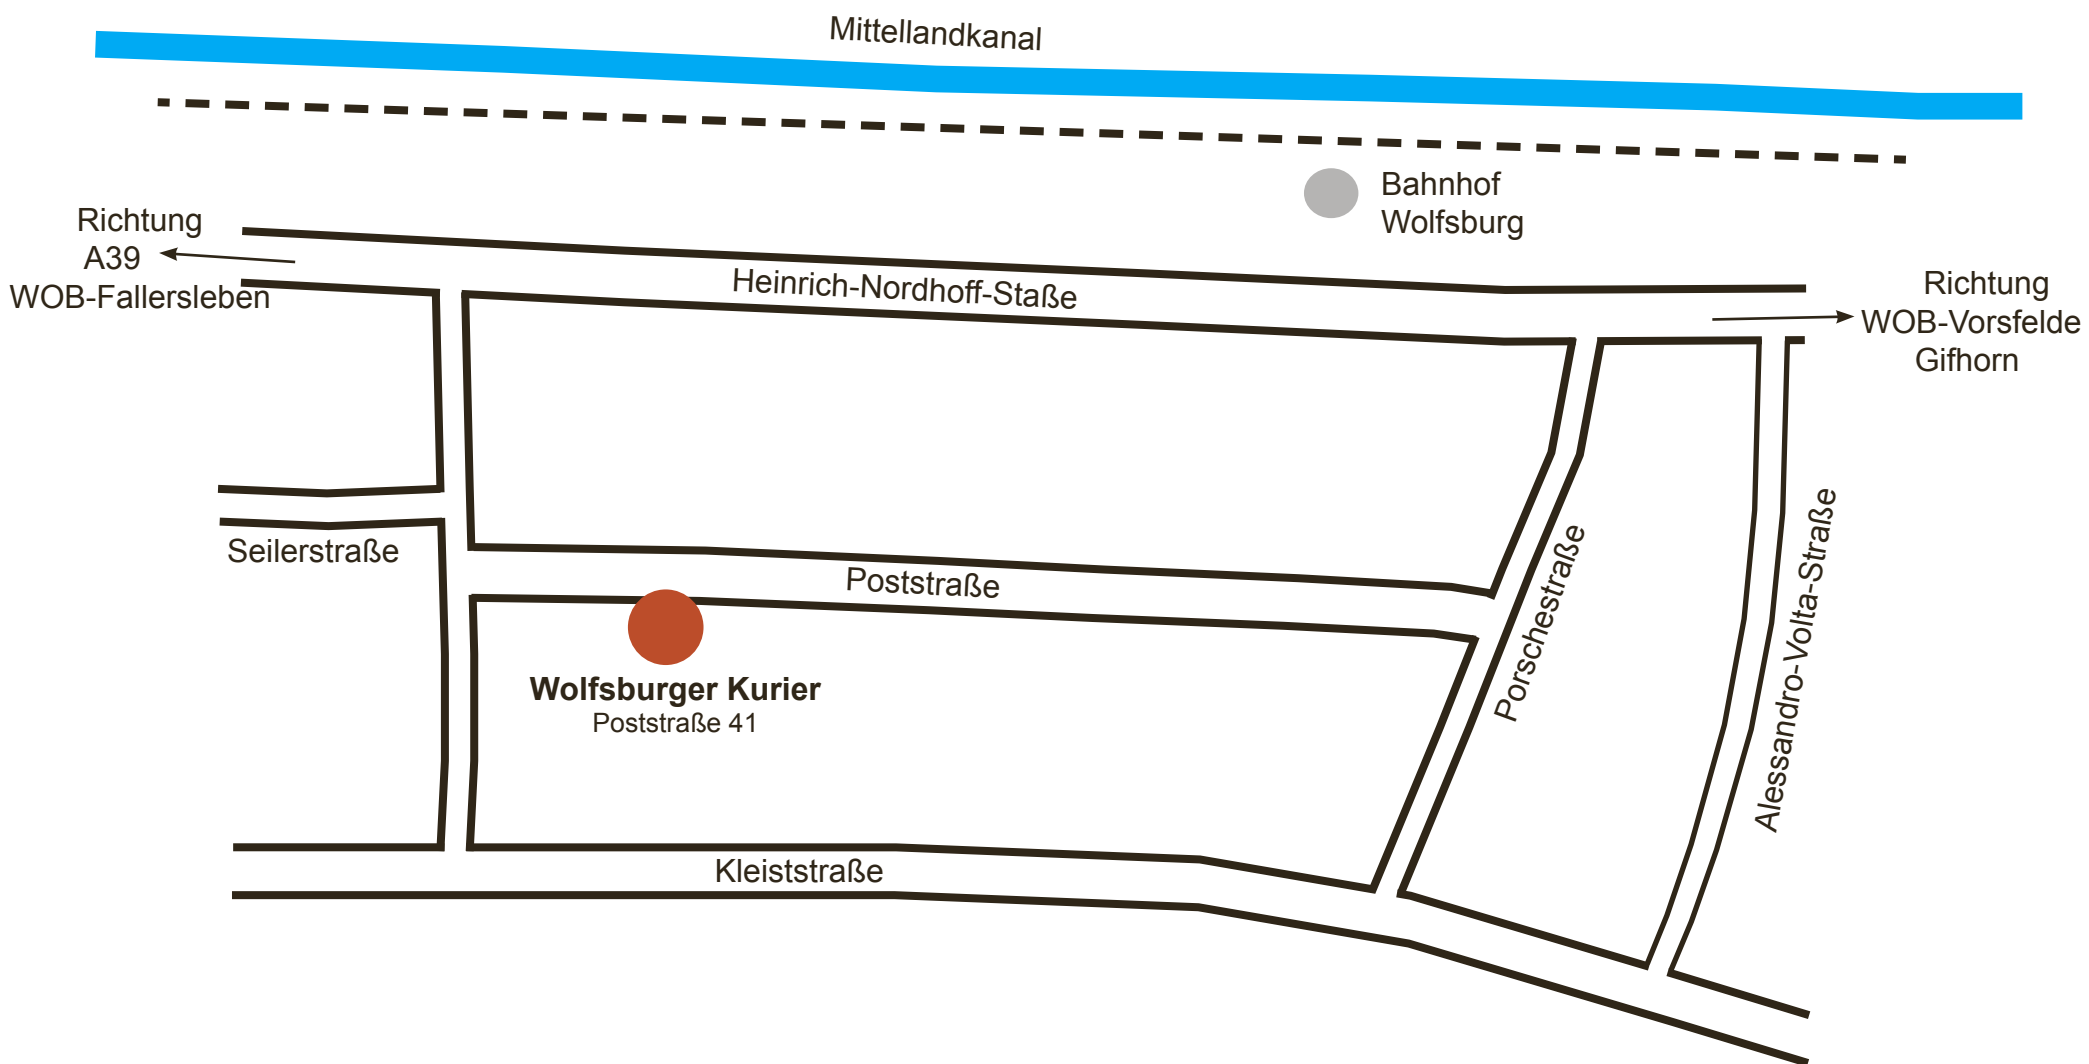 Mittellandkanal
Bahnhof
Wolfsburg
Richtung
A39
WOB-Fallersleben
Heinrich-Nordhoff-Staße
Richtung
WOB-Vorsfelde
Gifhorn
Seilerstraße
Poststraße
Porschestraße
Alessandro-Volta-Straße
Wolfsburger Kurier
Poststraße 41
Kleiststraße